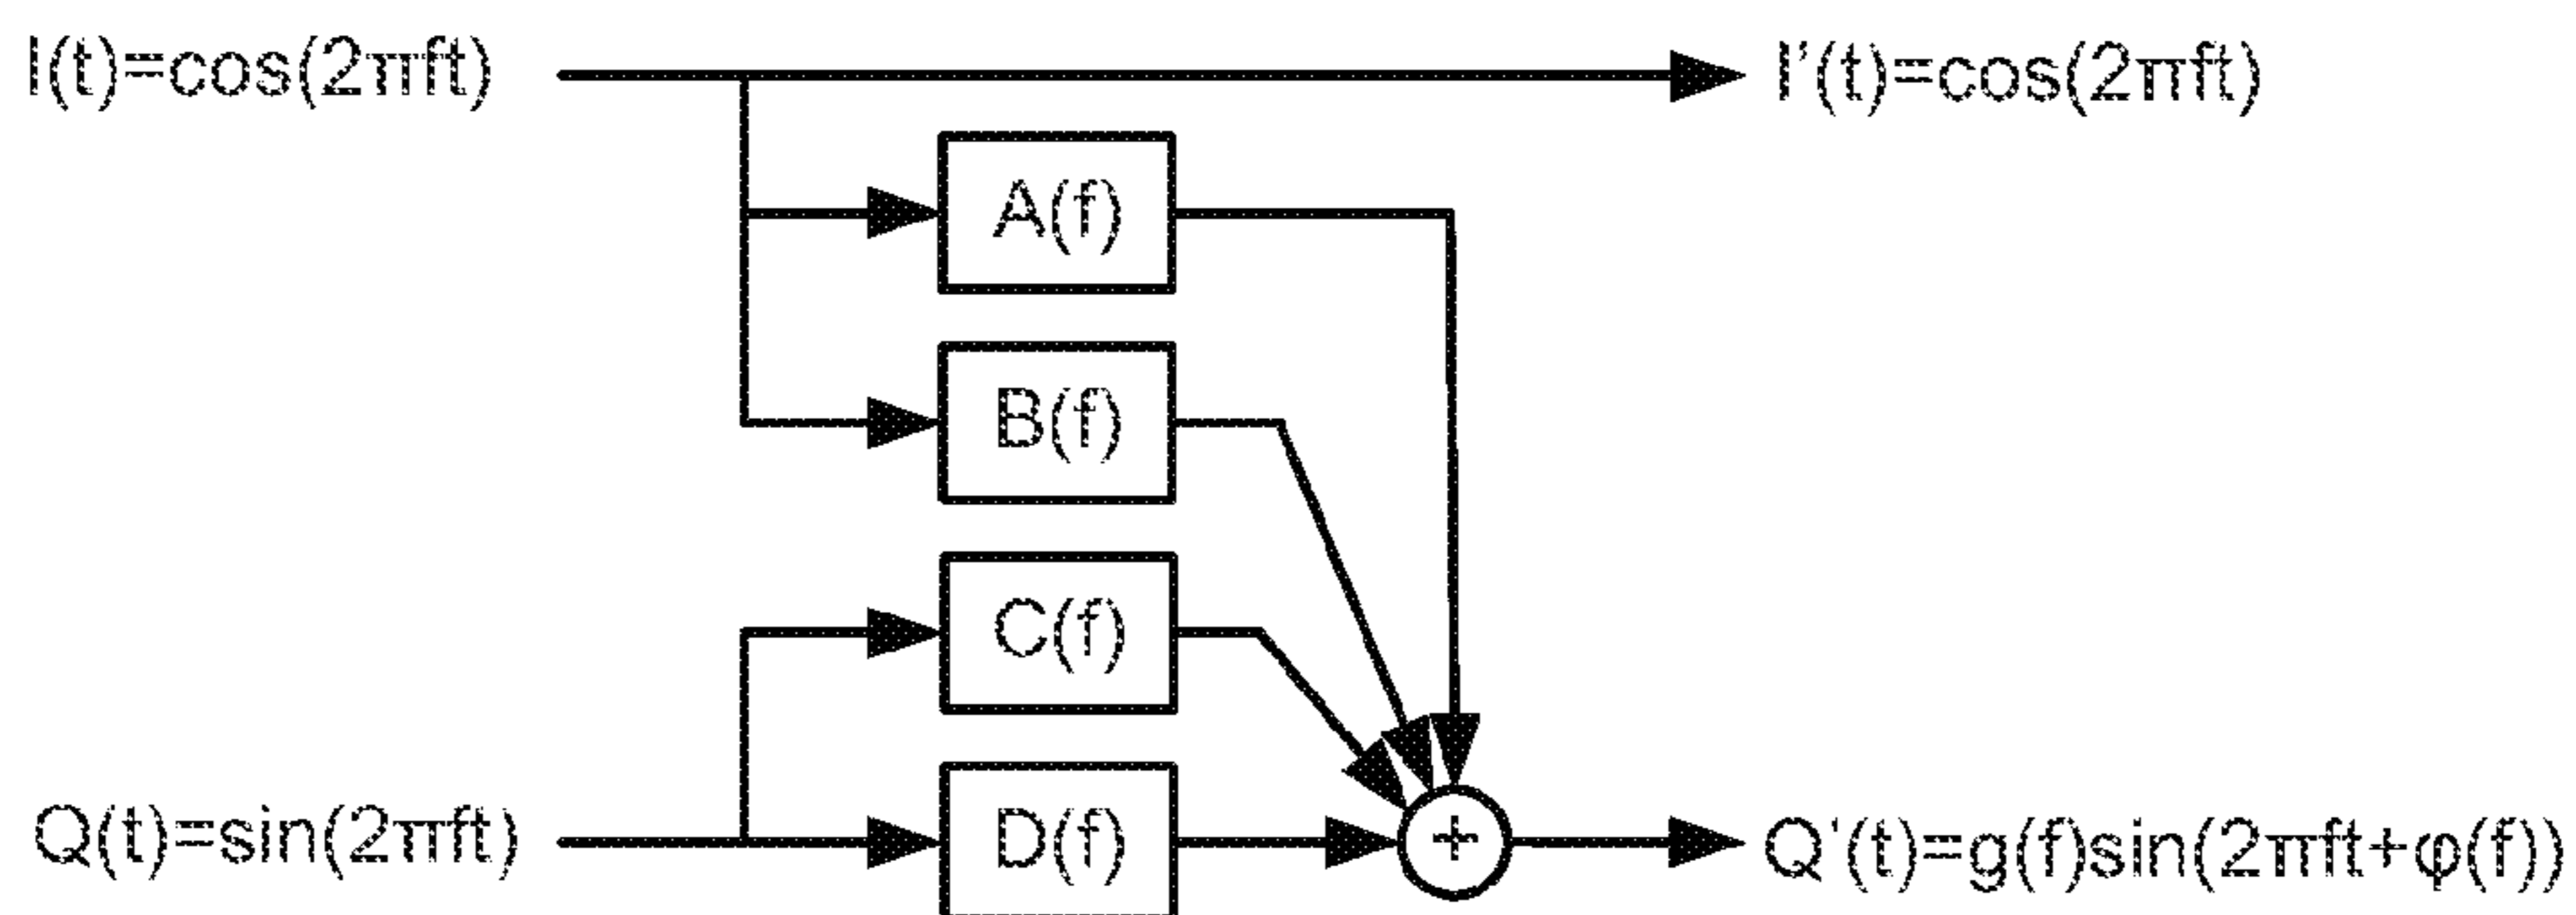 I(t)=cos(2πft)
I’(t)=cos(2πft)
A(f)
B(f)
C(f)
D(f)
+
Q(t)=sin(2πft)
Q’(t)=g(f)sin(2πft+φ(f))